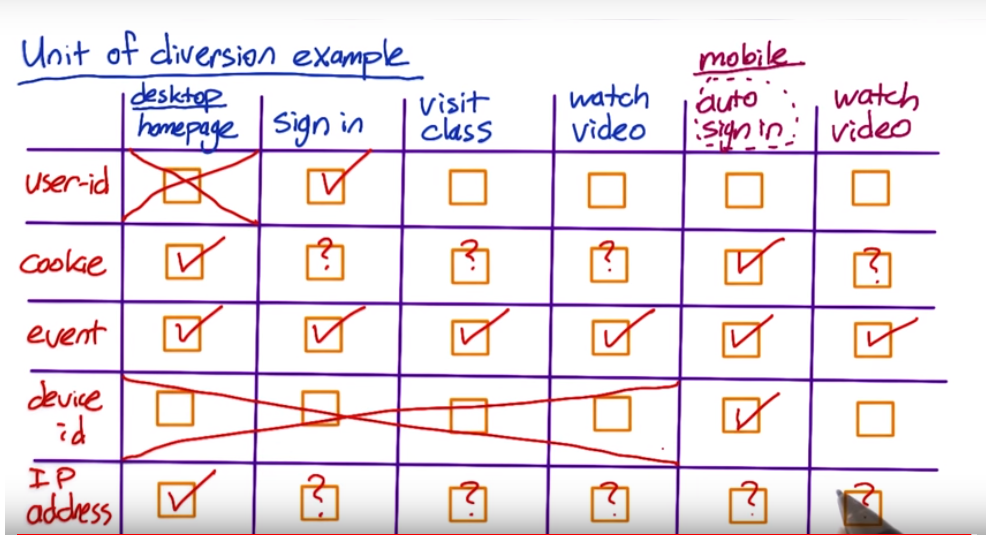 Unit of diversion example
mobile
desktop homepage
sign in
visit class
watch video
auto sign in
watch video
user-id
cookie
? ? ? ?
event
device id
IP address
? ? ? ? ?